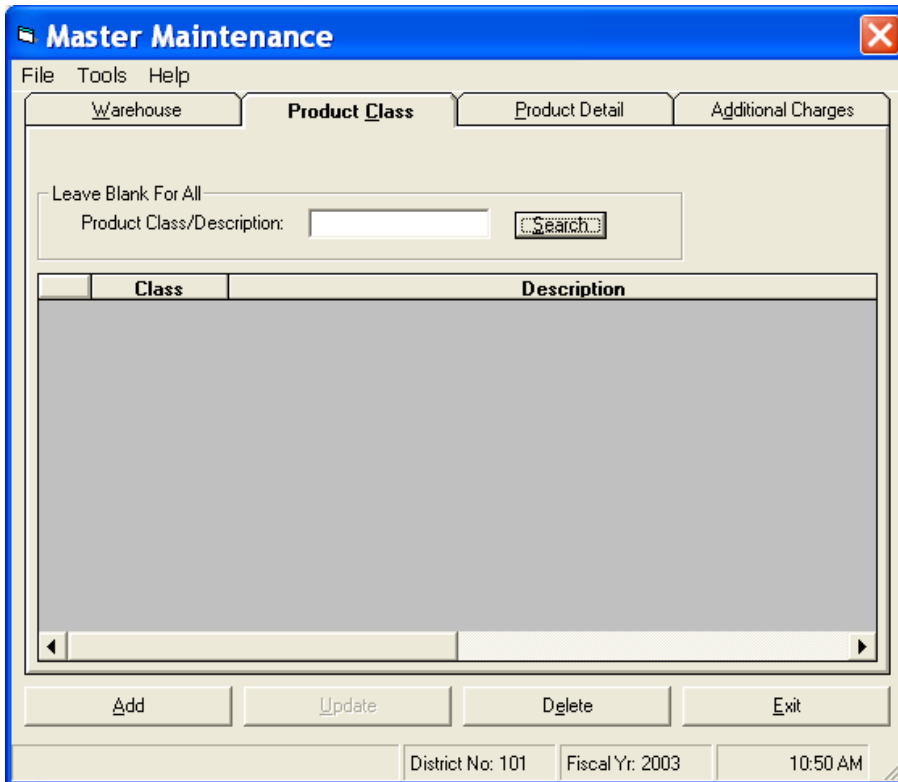 Master Maintenance
File Tools Help
Warehouse Product Class Product Detail Additional Charges
Leave Blank For All
Product Class/Description: Search
Class Description
Add Update Delete Exit
District No: 101 Fiscal Yr: 2003 10:50 AM